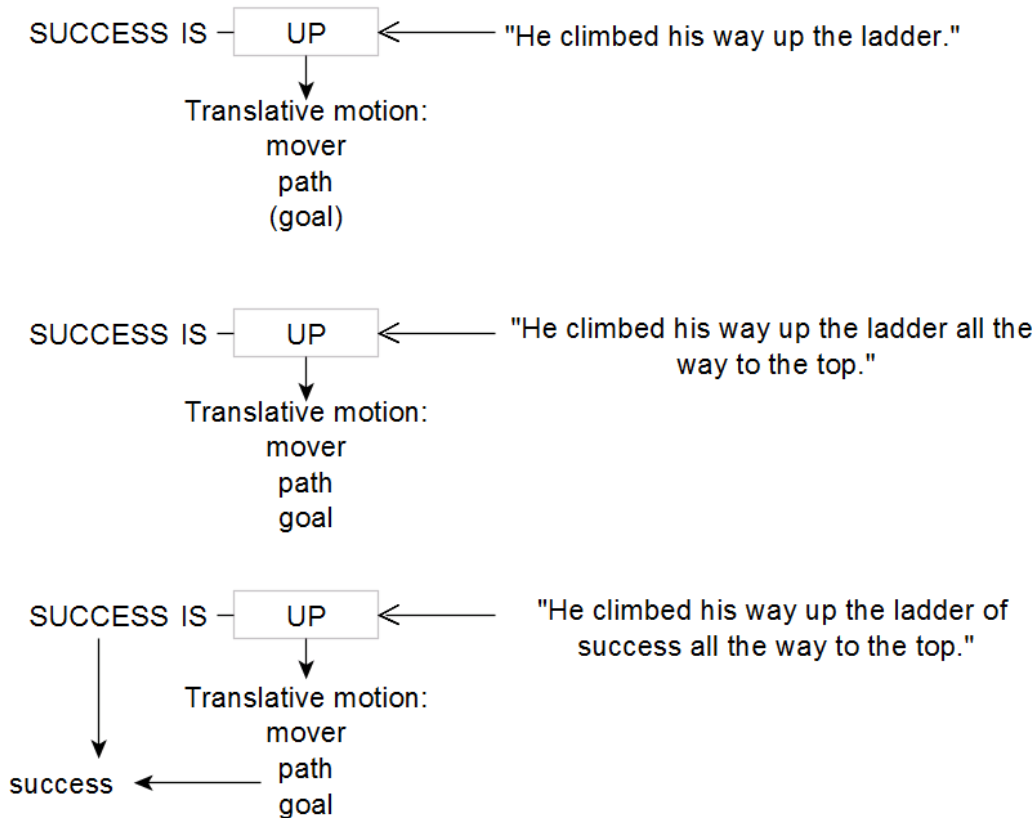 SUCCESS IS UP "He climbed his way up the ladder."
Translative motion:
mover
path
(goal)
SUCCESS IS UP "He climbed his way up the ladder all the
way to the top."
Translative motion:
mover
path
goal
SUCCESS IS UP "He climbed his way up the ladder of
success all the way to the top."
Translative motion:
mover
path
success
goal